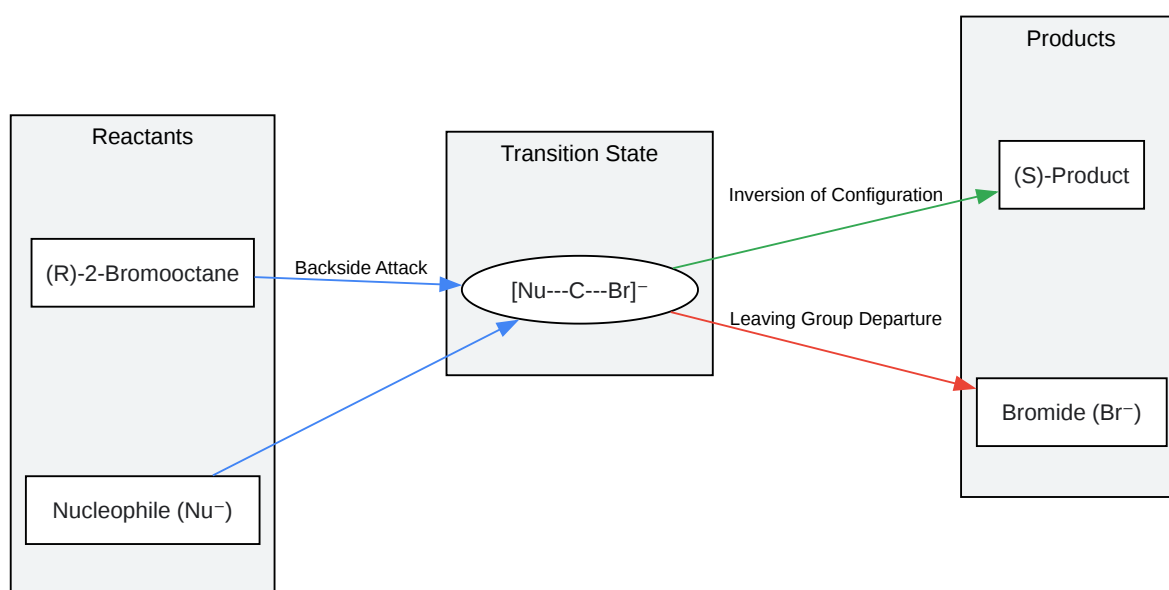 Reactants
(R)-2-Bromooctane
Nucleophile (Nu⁻)
Backside Attack
Transition State
[Nu---C---Br]⁻
Inversion of Configuration
Leaving Group Departure
Products
(S)-Product
Bromide (Br⁻)